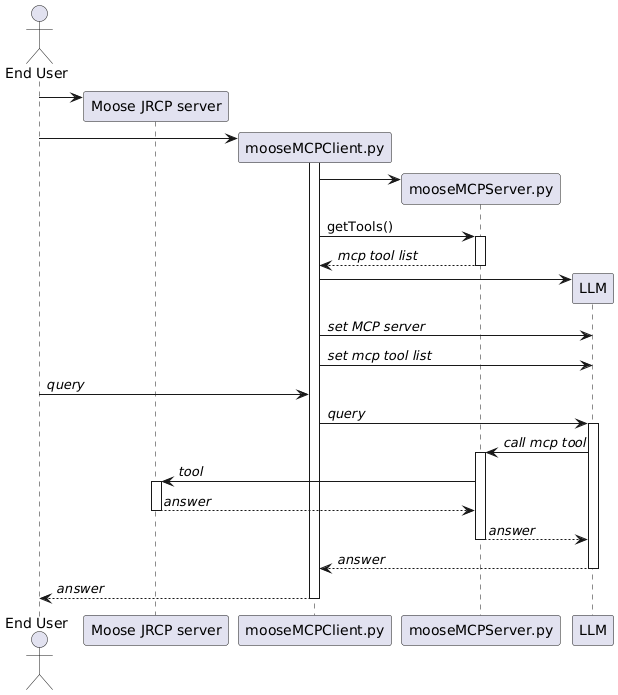 End User
Moose JRCP server
mooseMCPClient.py
mooseMCPServer.py
getTools()
mcp tool list
LLM
set MCP server
set mcp tool list
query
query
call mcp tool
tool
answer
answer
answer
answer
End User
Moose JRCP server
mooseMCPClient.py
mooseMCPServer.py
LLM